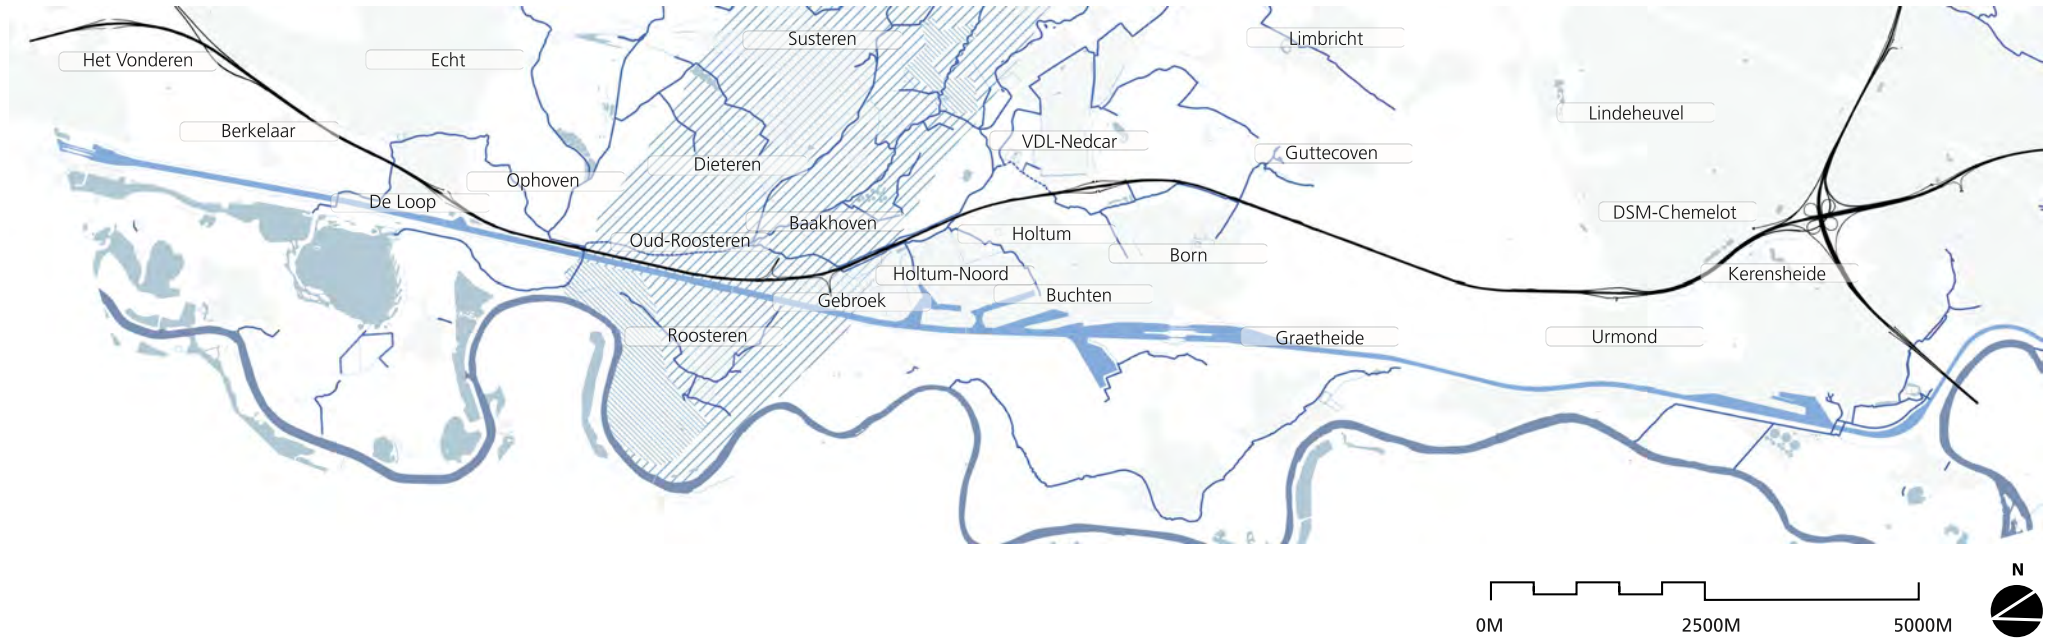 Susteren
Limbricht
Het Vonderen
Echt
Lindeheuvel
Berkelaar
VDL-Nedcar
Guttecoven
Dieteren
Ophoven
De Loop
DSM-Chemelot
Baakhoven
Holtum
Oud-Roosteren
Born
Holtum-Noord
Kerensheide
Buchten
Gebroek
Roosteren
Graetheide
Urmond
N
0M
2500M
5000M